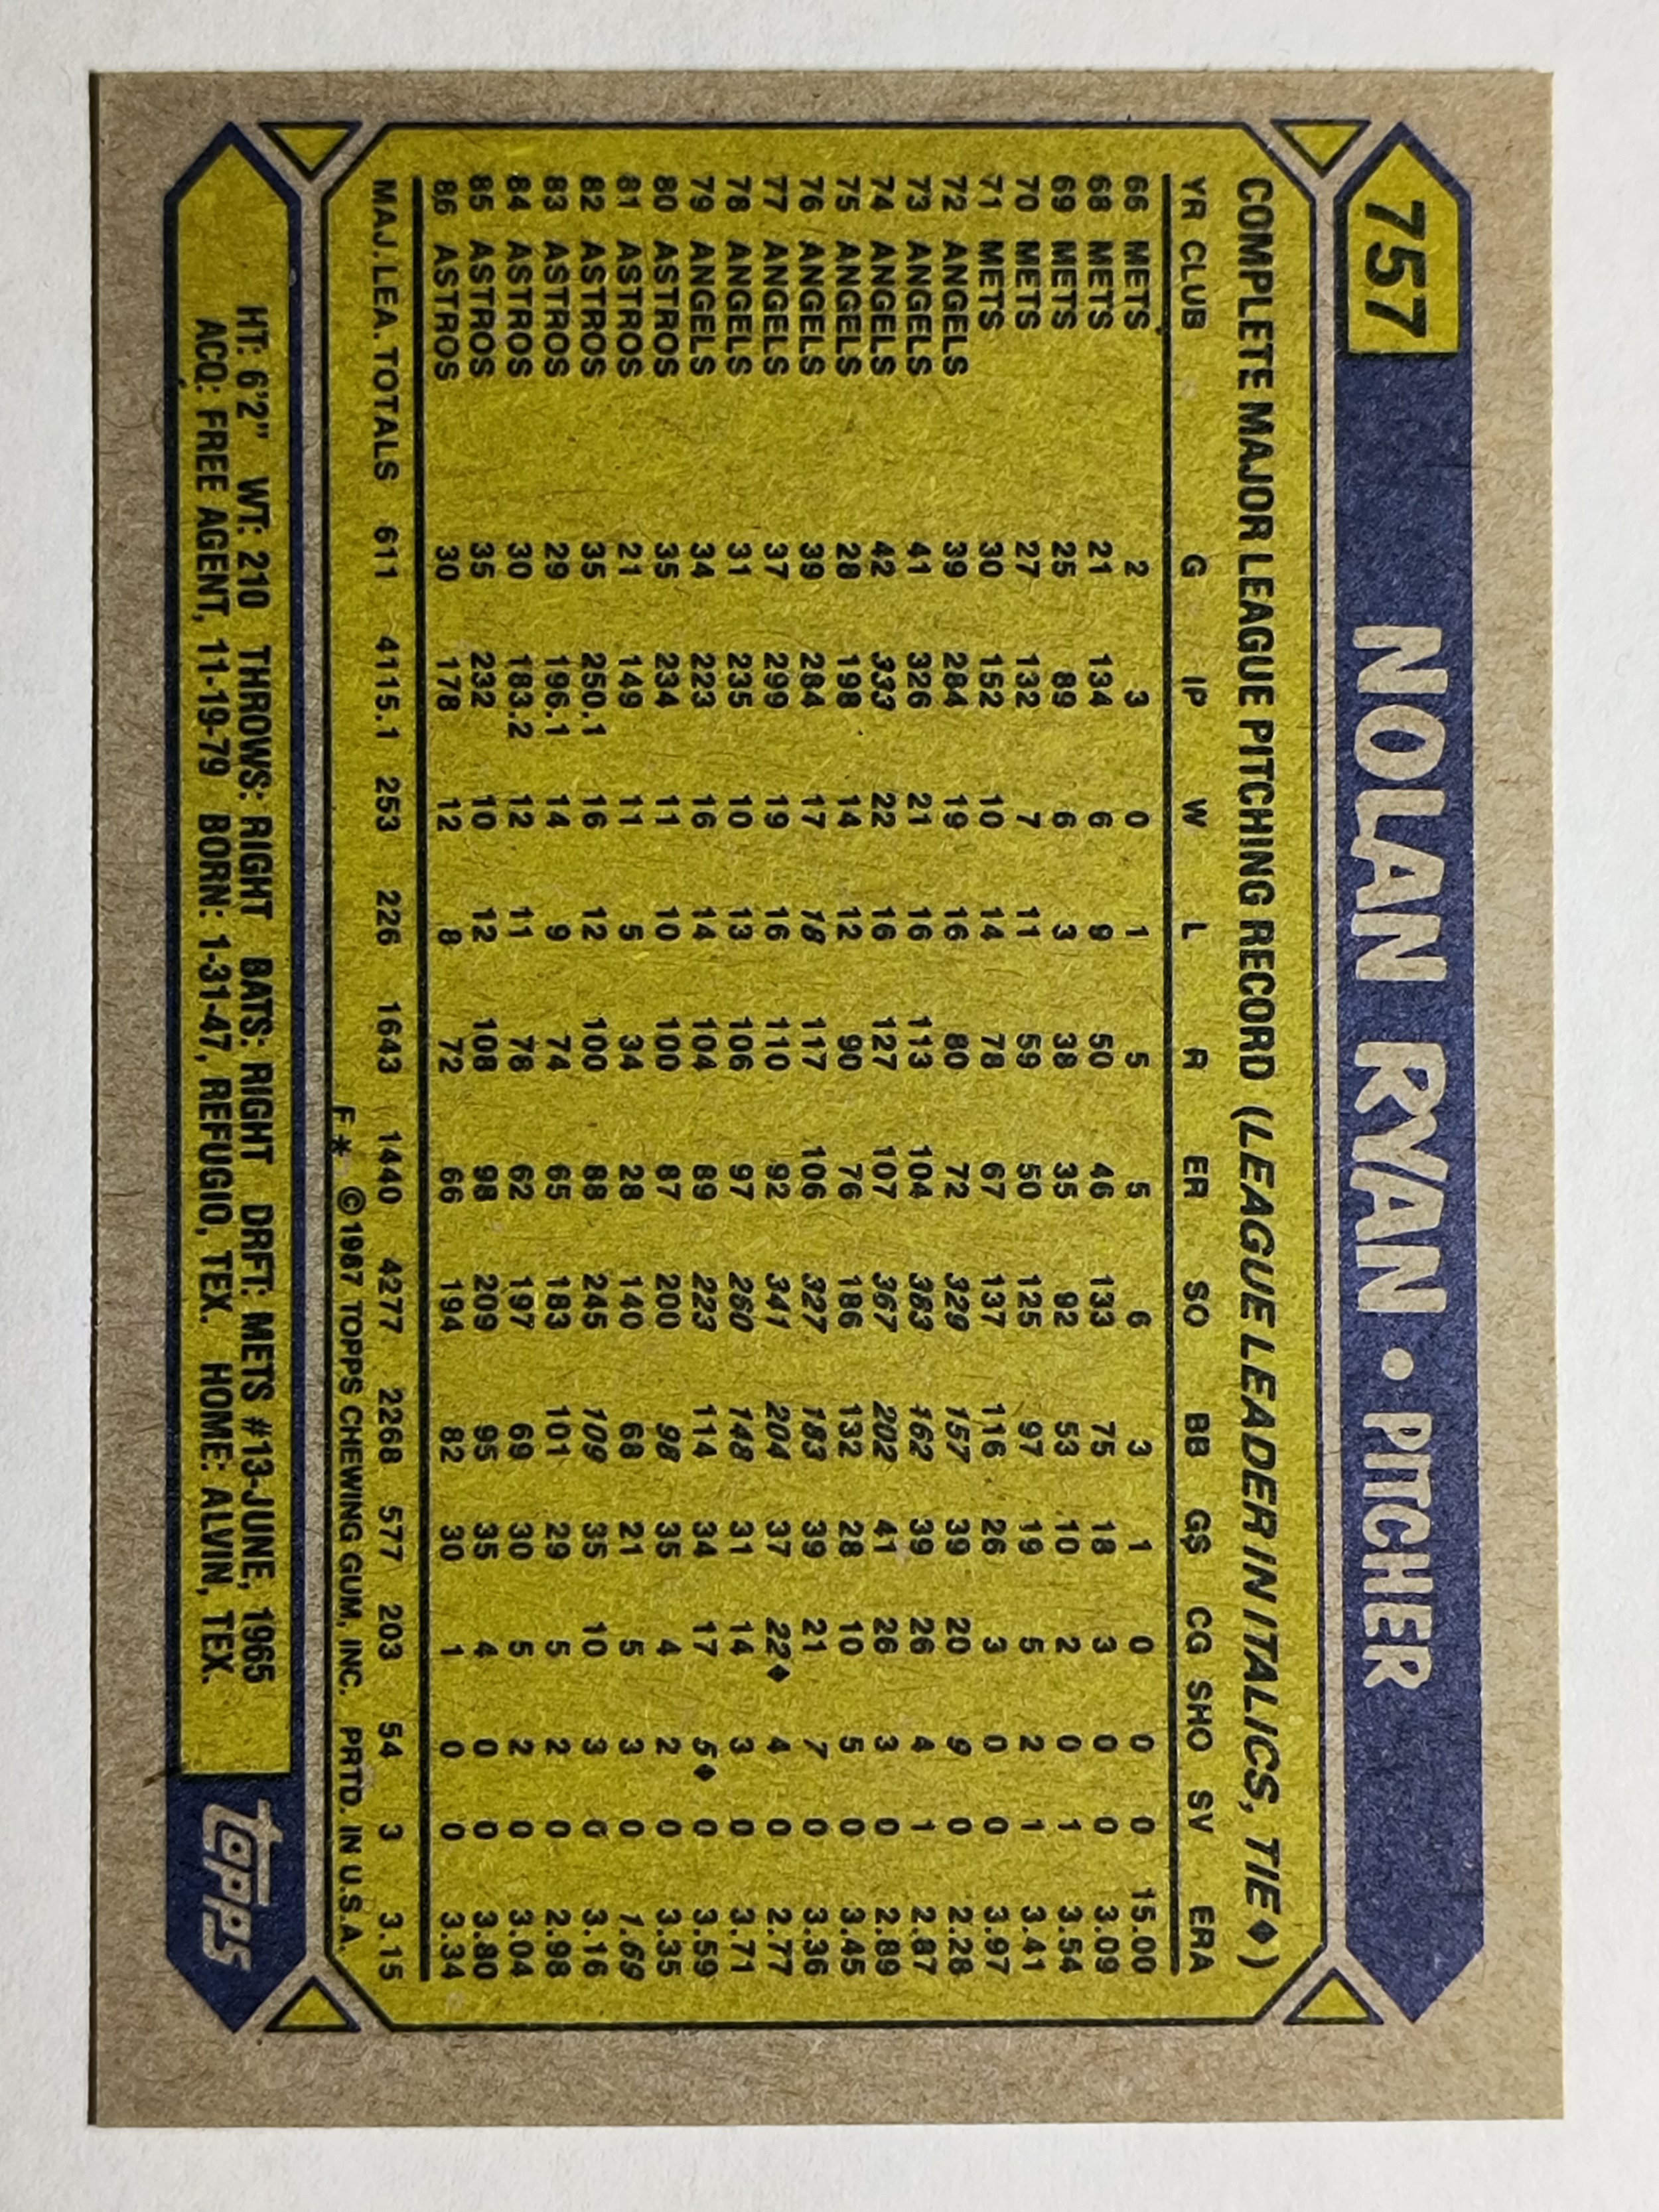 757 NOLAN RYAN • PITCHER
COMPLETE MAJOR LEAGUE PITCHING RECORD (LEAGUE LEADER IN ITALICS, TIE ♦)
YR CLUB G IP W L R ER SO BB GS CG SHO SV ERA
66 METS 2 3 0 1 5 5 6 3 1 0 0 0 15.00
68 METS 21 134 6 9 50 46 133 75 18 3 0 0 3.09
69 METS 25 89 6 3 38 35 92 53 10 2 0 1 3.54
70 METS 27 132 7 11 59 50 125 97 19 5 2 1 3.41
71 METS 30 152 10 14 78 67 137 116 26 3 0 0 3.97
72 ANGELS 39 284 19 16 80 72 329 157 39 20 9 0 2.28
73 ANGELS 41 326 21 16 113 104 383 162 39 26 4 1 2.87
74 ANGELS 42 333 22 16 127 107 367 202 41 26 3 0 2.89
75 ANGELS 28 198 14 12 90 76 186 132 28 10 5 0 3.45
76 ANGELS 39 284 17 18 117 106 327 183 39 21 7 0 3.36
77 ANGELS 37 299 19 16 110 92 341 204 37 22♦ 4 0 2.77
78 ANGELS 31 235 10 13 106 97 260 148 31 14 3 0 3.71
79 ANGELS 34 223 16 14 104 89 223 114 34 17 5♦ 0 3.59
80 ASTROS 35 234 11 10 100 87 200 98 35 4 2 0 3.35
81 ASTROS 21 149 11 5 34 28 140 68 21 5 3 0 1.69
82 ASTROS 35 250.1 16 12 100 88 245 109 35 10 3 0 3.16
83 ASTROS 29 196.1 14 9 74 65 183 101 29 5 2 0 2.98
84 ASTROS 30 183.2 12 11 78 62 197 69 30 5 2 0 3.04
85 ASTROS 35 232 10 12 108 98 209 95 35 4 0 0 3.80
86 ASTROS 30 178 12 8 72 66 194 82 30 1 0 0 3.34
MAJ. LEA. TOTALS 611 4115.1 253 226 1643 1440 4277 2268 577 203 54 3 3.15
F* ©1987 TOPPS CHEWING GUM, INC. PRTD. IN U.S.A.
HT: 6'2" WT: 210 THROWS: RIGHT BATS: RIGHT DRFT: METS #13-JUNE, 1965
ACQ: FREE AGENT, 11-19-79 BORN: 1-31-47, REFUGIO, TEX. HOME: ALVIN, TEX.
topps